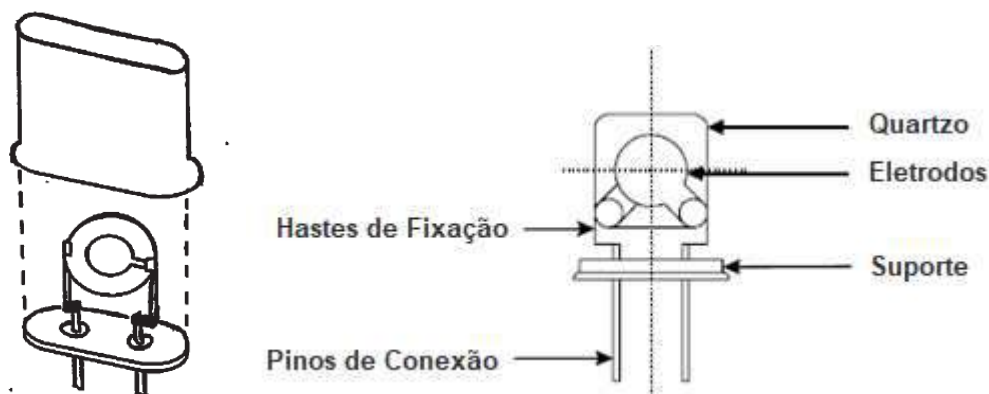 Quartzo
Eletrodos
Hastes de Fixação
Suporte
Pinos de Conexão